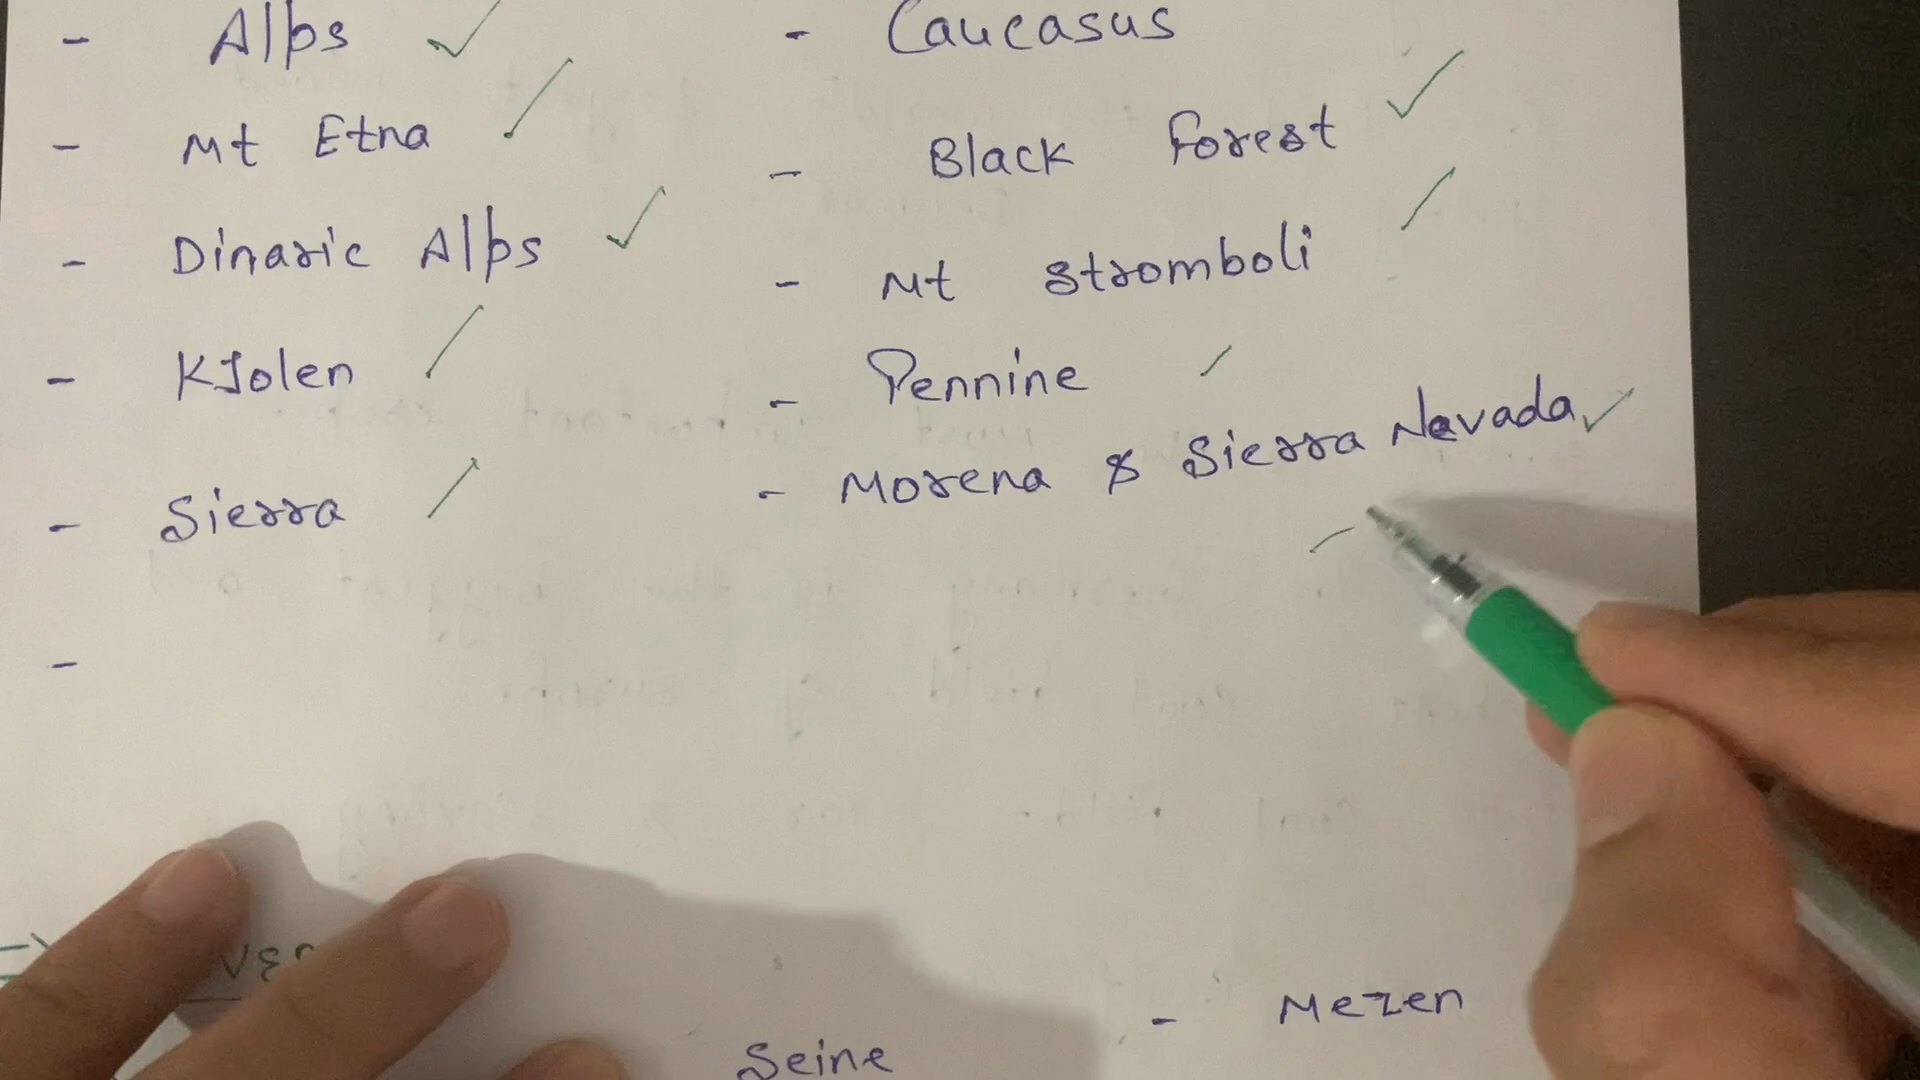 - Alps
- Mt Etna
- Dinaric Alps
- KJolen
- Sierra
-
- Caucasus
- Black Forest
- Mt Stromboli
- Pennine
- Morena & Sierra Nevada
Seine
- Mezen